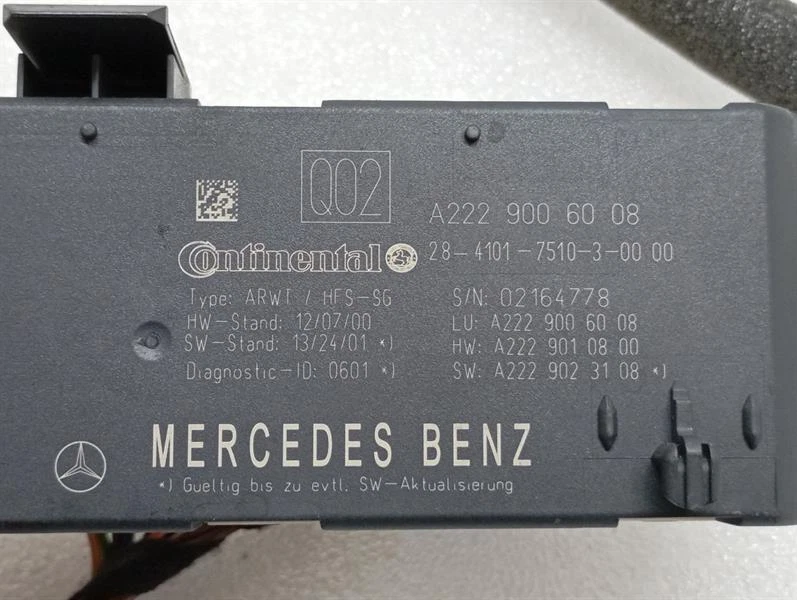 Q02
A222 900 60 08
Continental
28-4101-7510-3-00 00
Type: ARWT / HFS-SG
S/N: 02164778
HW-Stand: 12/07/00
LU: A222 900 60 08
SW-Stand: 13/24/01 *)
HW: A222 901 08 00
Diagnostic-ID: 0601 *)
SW: A222 902 31 08 *)
MERCEDES BENZ
*) Gueltig bis zu evtl. SW-Aktualisierung